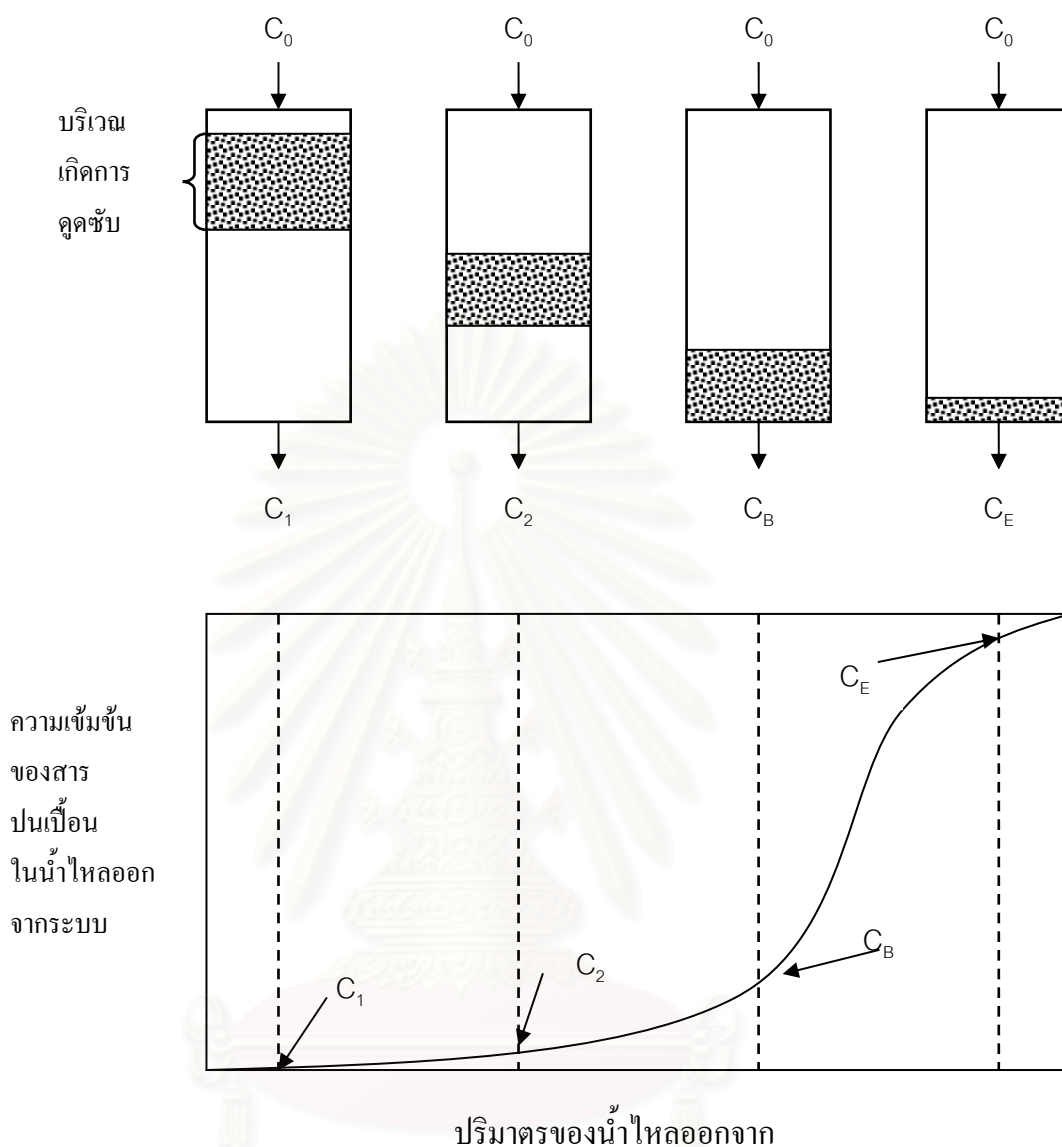 C₀ C₀ C₀ C₀
บริเวณ
เกิดการ
ดูดซับ
C₁ C₂ C_B C_E
ความเข้มข้น
ของสาร
ปนเปื้อน
ในน้ำไหลออก
จากระบบ
C_E
C_B
C₂
C₁
ปริมาตรของน้ำไหลออกจาก